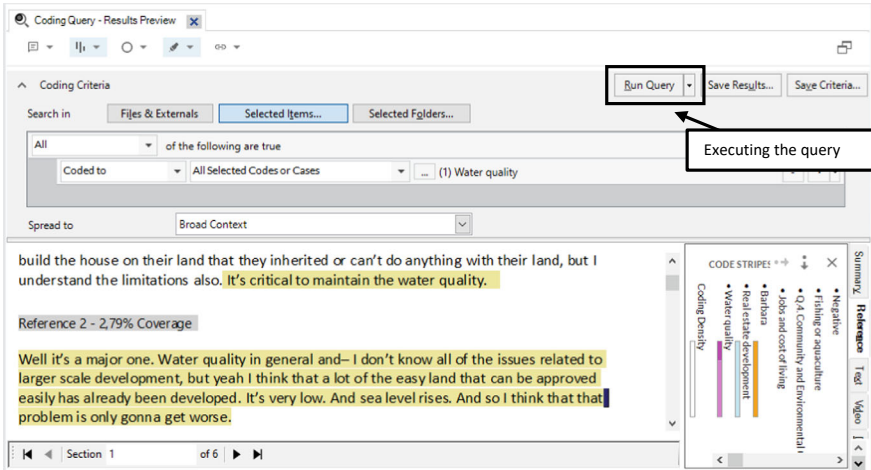 Coding Query - Results Preview
Coding Criteria
Run Query
Save Results...
Save Criteria...
Search in
Files & Externals
Selected Items...
Selected Folders...
All
of the following are true
Executing the query
Coded to
All Selected Codes or Cases
...
(1) Water quality
Spread to
Broad Context
build the house on their land that they inherited or can't do anything with their land, but I
understand the limitations also. It's critical to maintain the water quality.
Reference 2 - 2,79% Coverage
Well it's a major one. Water quality in general and– I don't know all of the issues related to
larger scale development, but yeah I think that a lot of the easy land that can be approved
easily has already been developed. It's very low. And sea level rises. And so I think that that
problem is only gonna get worse.
Section 1 of 6
CODE STRIPES
Negative
Fishing or aquaculture
Q.4. Community and Environmental
Jobs and cost of living
Barbara
Real estate development
Water quality
Coding Density
Summary
Reference
Text
Video